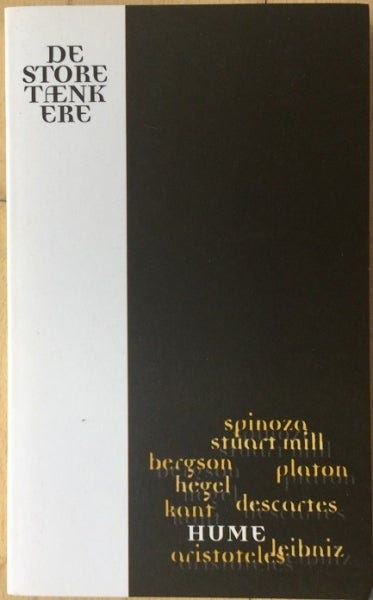 DE
STORE
TÆNK
ERE
spinoza
stuart mill
bergson
platon
hegel
descartes
kant
HUME
leibniz
aristoteles